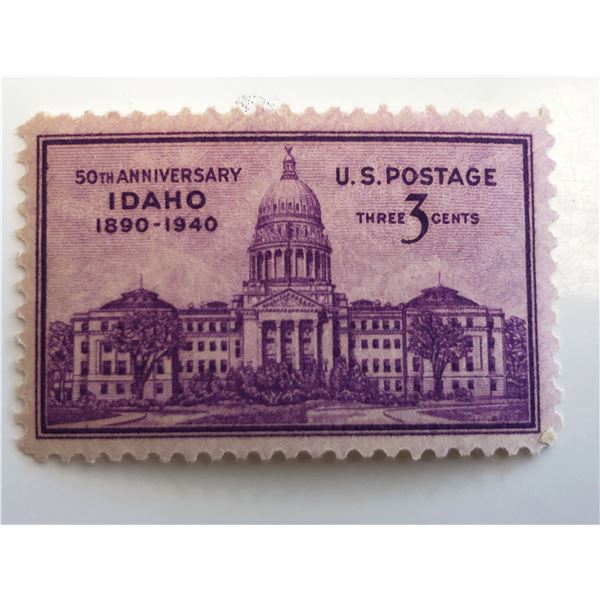 50TH ANNIVERSARY
IDAHO
1890-1940
U.S. POSTAGE
THREE 3 CENTS